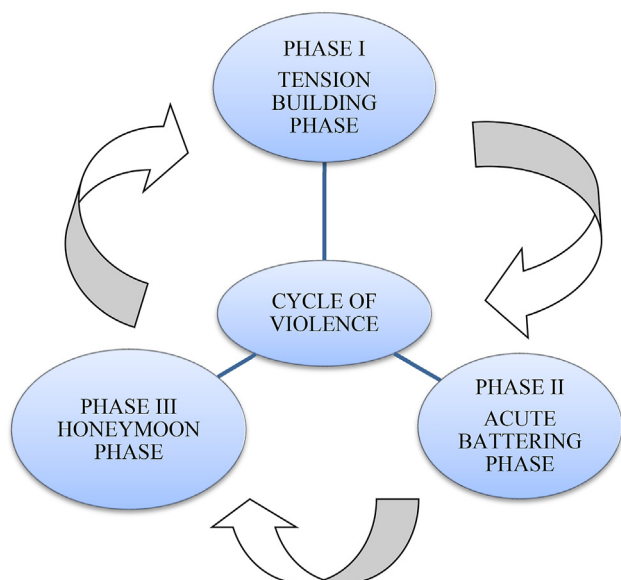 PHASE I
TENSION
BUILDING
PHASE
CYCLE OF
VIOLENCE
PHASE II
ACUTE
BATTERING
PHASE
PHASE III
HONEYMOON
PHASE